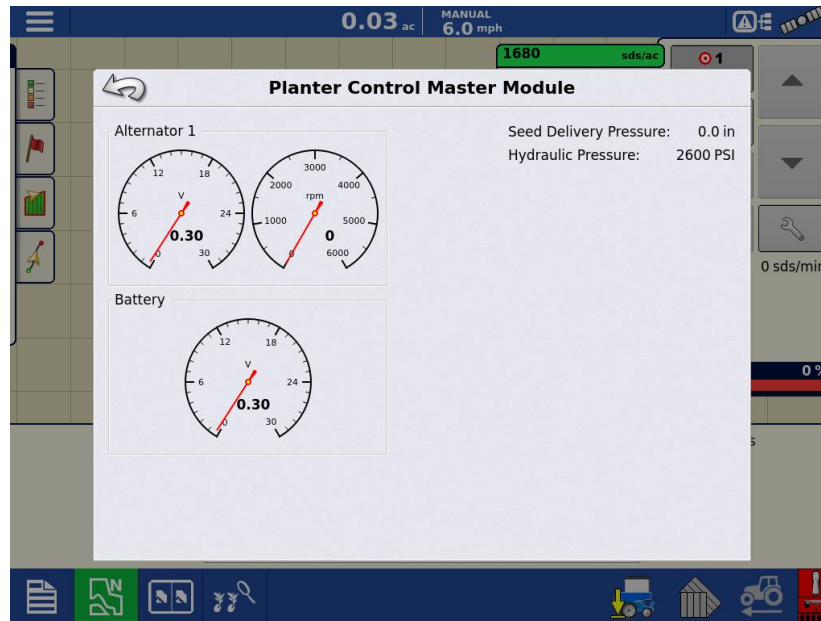 0.03 ac
MANUAL
6.0 mph
1680 sds/ac
1
Planter Control Master Module
Alternator 1
Seed Delivery Pressure: 0.0 in
Hydraulic Pressure: 2600 PSI
12 18
V
6 24
0.30
0 30
3000
2000 4000
rpm
1000 5000
0
0 6000
0 sds/min
Battery
12 18
V
6 24
0.30
0 30
0 %
s
N